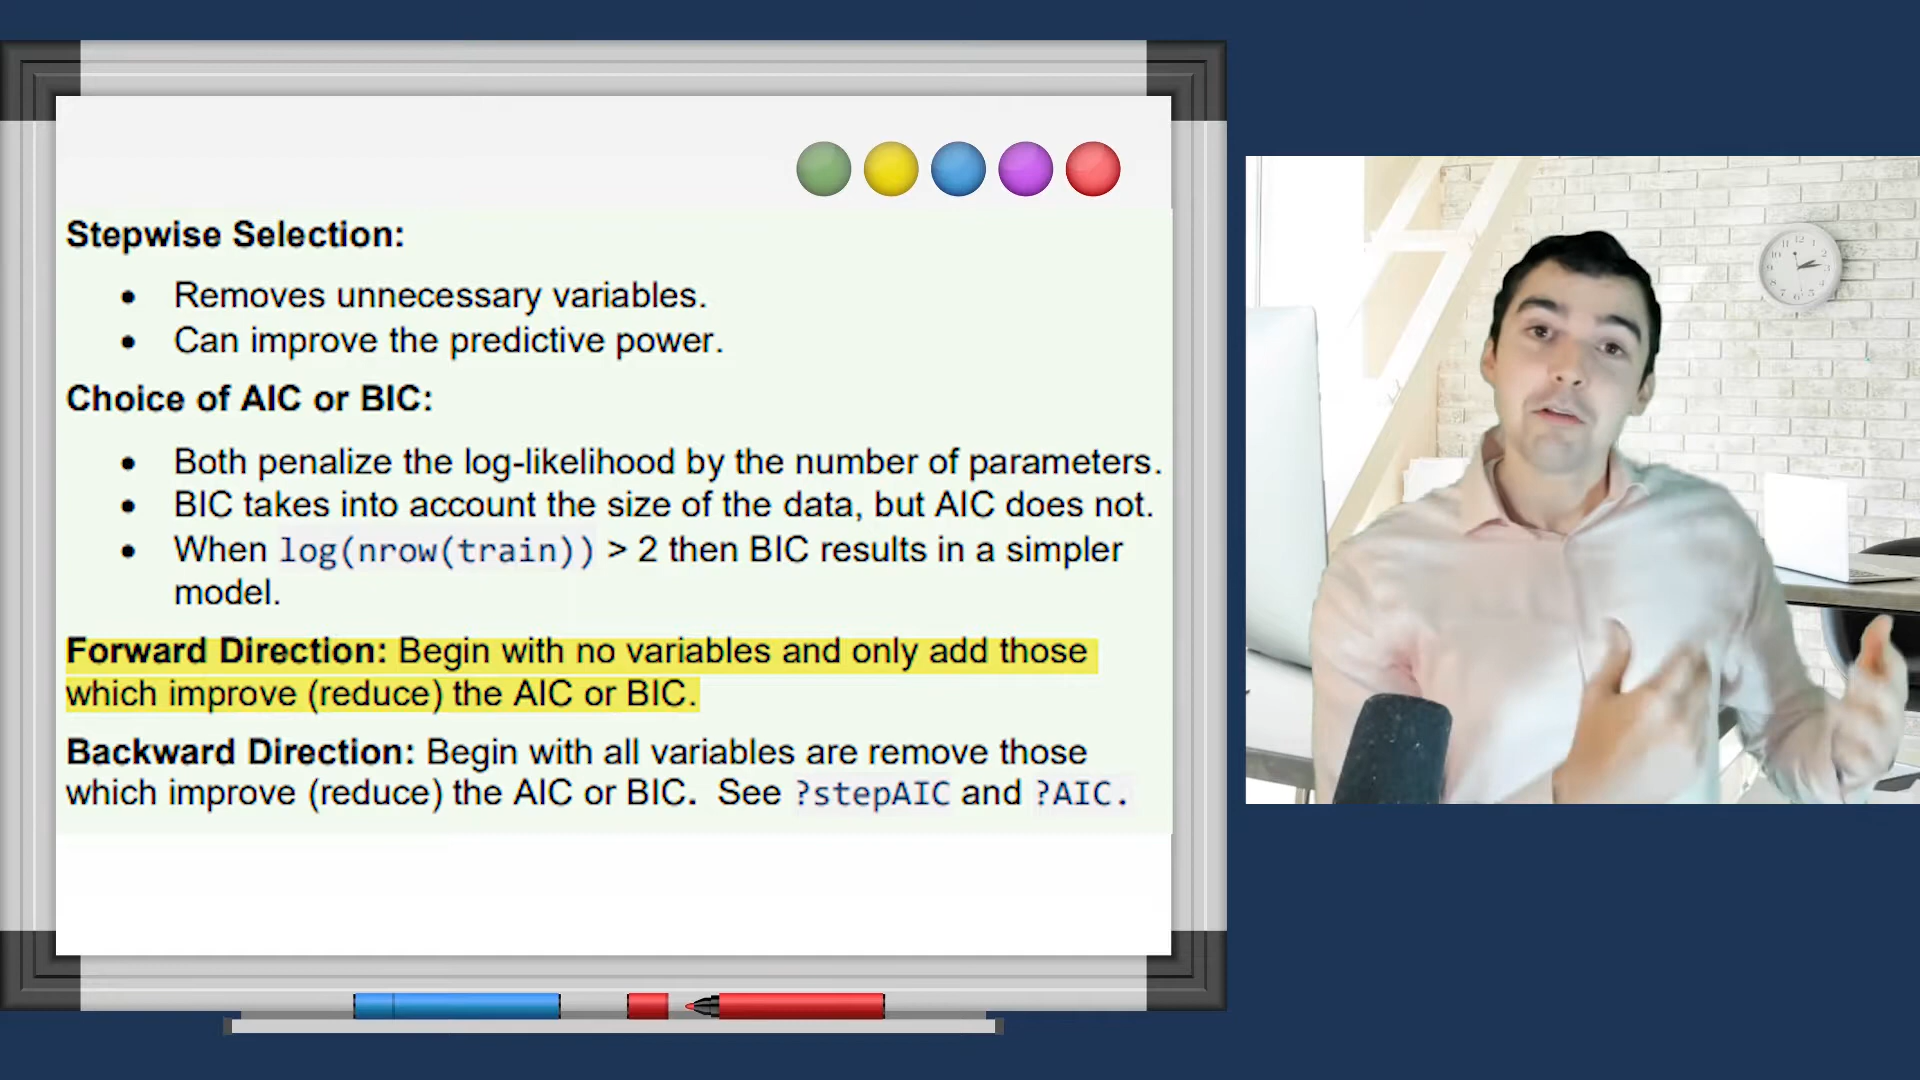 Stepwise Selection:
• Removes unnecessary variables.
• Can improve the predictive power.
Choice of AIC or BIC:
• Both penalize the log-likelihood by the number of parameters.
• BIC takes into account the size of the data, but AIC does not.
• When log(nrow(train)) > 2 then BIC results in a simpler
model.
Forward Direction: Begin with no variables and only add those
which improve (reduce) the AIC or BIC.
Backward Direction: Begin with all variables are remove those
which improve (reduce) the AIC or BIC. See ?stepAIC and ?AIC.